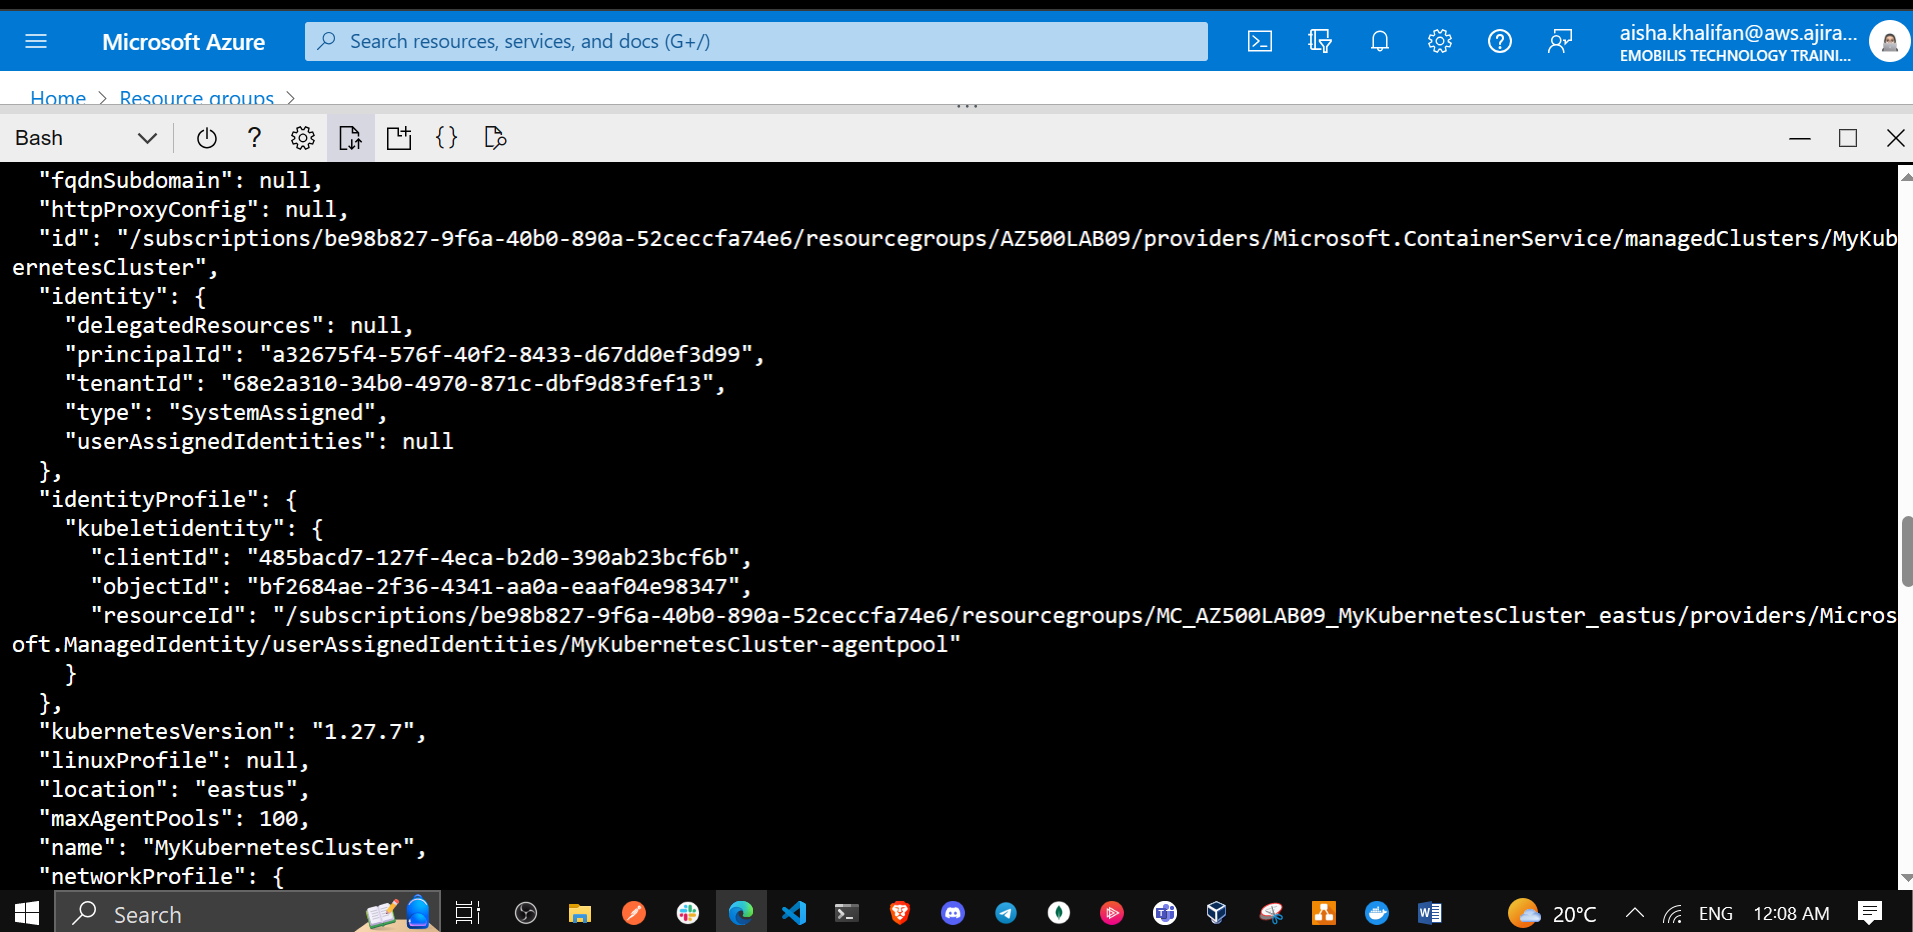 Microsoft Azure
Search resources, services, and docs (G+/)
aisha.khalifan@aws.ajira...
EMOBILIS TECHNOLOGY TRAINI...
Home > Resource groups >
Bash
"fqdnSubdomain": null,
"httpProxyConfig": null,
"id": "/subscriptions/be98b827-9f6a-40b0-890a-52ceccfa74e6/resourcegroups/AZ500LAB09/providers/Microsoft.ContainerService/managedClusters/MyKub
ernetesCluster",
"identity": {
"delegatedResources": null,
"principalId": "a32675f4-576f-40f2-8433-d67dd0ef3d99",
"tenantId": "68e2a310-34b0-4970-871c-dbf9d83fef13",
"type": "SystemAssigned",
"userAssignedIdentities": null
},
"identityProfile": {
"kubeletidentity": {
"clientId": "485bacd7-127f-4eca-b2d0-390ab23bcf6b",
"objectId": "bf2684ae-2f36-4341-aa0a-eaaf04e98347",
"resourceId": "/subscriptions/be98b827-9f6a-40b0-890a-52ceccfa74e6/resourcegroups/MC_AZ500LAB09_MyKubernetesCluster_eastus/providers/Micros
oft.ManagedIdentity/userAssignedIdentities/MyKubernetesCluster-agentpool"
}
},
"kubernetesVersion": "1.27.7",
"linuxProfile": null,
"location": "eastus",
"maxAgentPools": 100,
"name": "MyKubernetesCluster",
"networkProfile": {
Search
20°C
ENG
12:08 AM